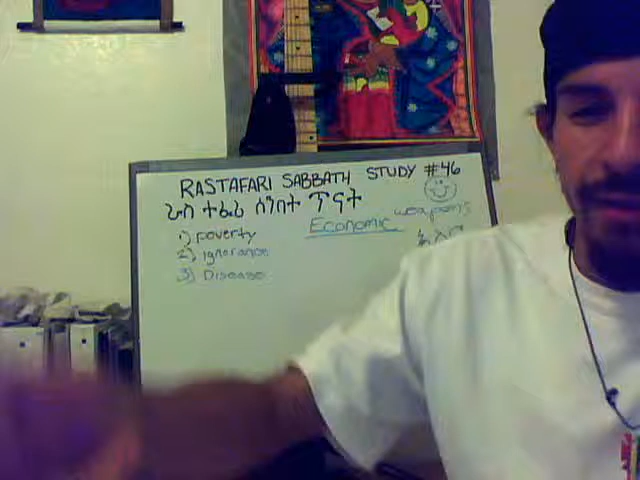 RASTAFARI SABBATH STUDY #46
ራስ ተፈሪ ሰንበት ጥናት
Economic weapons
1) poverty
2) Ignorance
3) Disease